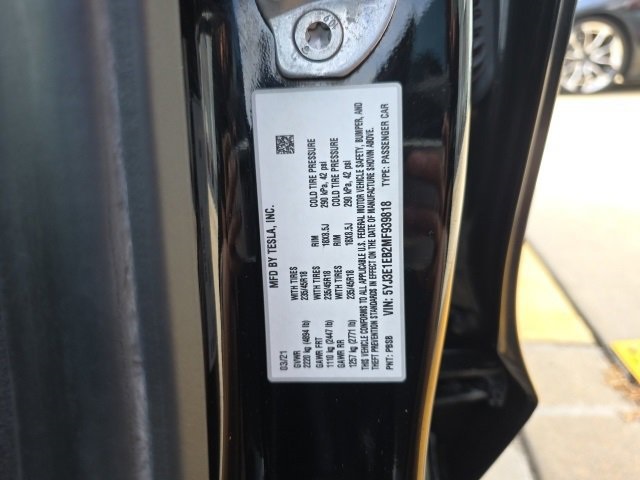 MFD BY TESLA, INC.
03/21
GVWR WITH TIRES RIM COLD TIRE PRESSURE
2220 kg (4894 lb) 235/45R18 18X8.5J 290 kPa, 42 psi
GAWR FRT WITH TIRES RIM COLD TIRE PRESSURE
1110 kg (2447 lb) 235/45R18 18X8.5J 290 kPa, 42 psi
GAWR RR
1257 kg (2771 lb) 235/45R18
THIS VEHICLE CONFORMS TO ALL APPLICABLE U.S. FEDERAL MOTOR VEHICLE SAFETY, BUMPER, AND
THEFT PREVENTION STANDARDS IN EFFECT ON THE DATE OF MANUFACTURE SHOWN ABOVE.
VIN: 5YJ3E1EB2MF939818
PNT: PBSB TYPE: PASSENGER CAR